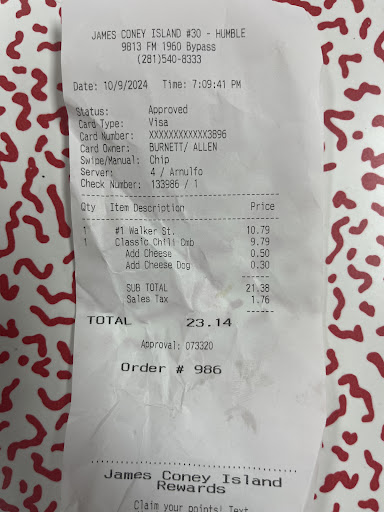 JAMES CONEY ISLAND #30 - HUMBLE
9813 FM 1960 Bypass
(281)540-8333
Date: 10/9/2024 Time: 7:09:41 PM
Status: Approved
Card Type: Visa
Card Number: XXXXXXXXXXXX3896
Card Owner: BURNETT/ ALLEN
Swipe/Manual: Chip
Server: 4 / Arnulfo
Check Number: 133986 / 1
Qty Item Description Price
1 #1 Walker St. 10.79
1 Classic Chili Cmb 9.79
Add Cheese 0.50
Add Cheese Dog 0.30
SUB TOTAL 21.38
Sales Tax 1.76
TOTAL 23.14
Approval: 073320
Order # 986
James Coney Island
Rewards
Claim your points! Text